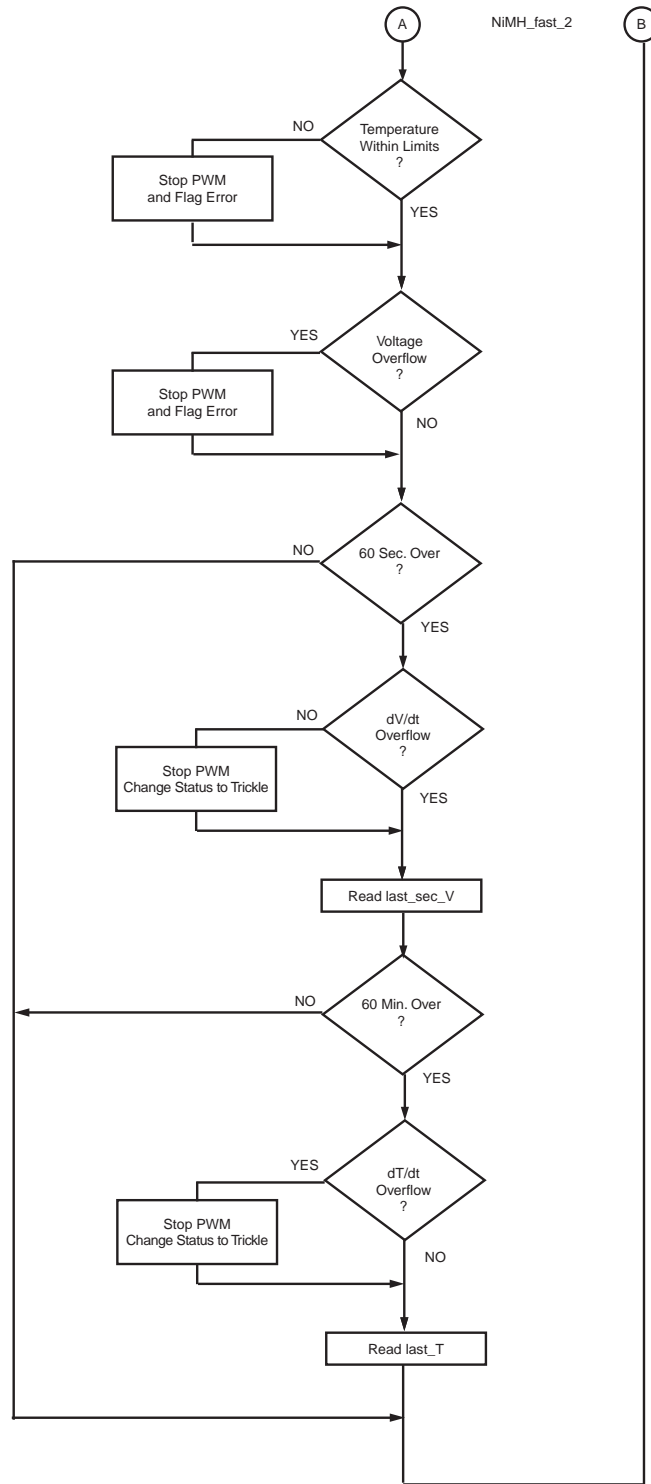 A
NiMH_fast_2
B
Temperature
Within Limits
?
NO
YES
Stop PWM
and Flag Error
Voltage
Overflow
?
YES
NO
Stop PWM
and Flag Error
60 Sec. Over
?
NO
YES
dV/dt
Overflow
?
NO
YES
Stop PWM
Change Status to Trickle
Read last_sec_V
60 Min. Over
?
NO
YES
dT/dt
Overflow
?
YES
NO
Stop PWM
Change Status to Trickle
Read last_T